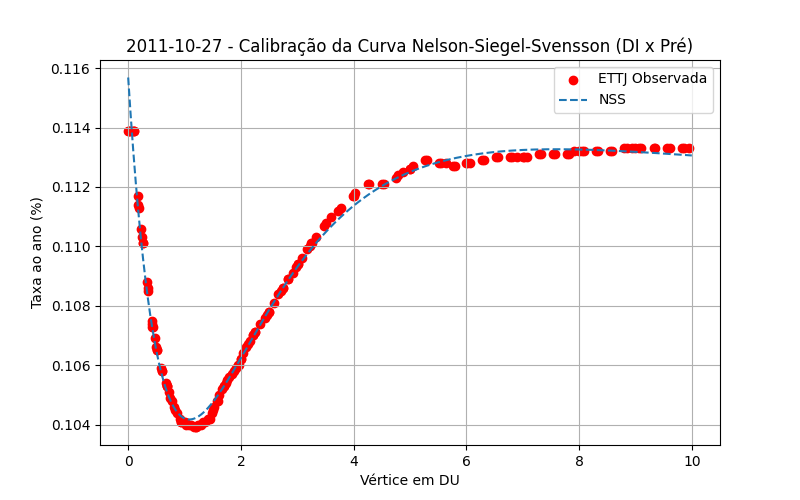 2011-10-27 - Calibração da Curva Nelson-Siegel-Svensson (DI x Pré)
ETTJ Observada
NSS
Taxa ao ano (%)
0.116
0.114
0.112
0.110
0.108
0.106
0.104
0
2
4
6
8
10
Vértice em DU